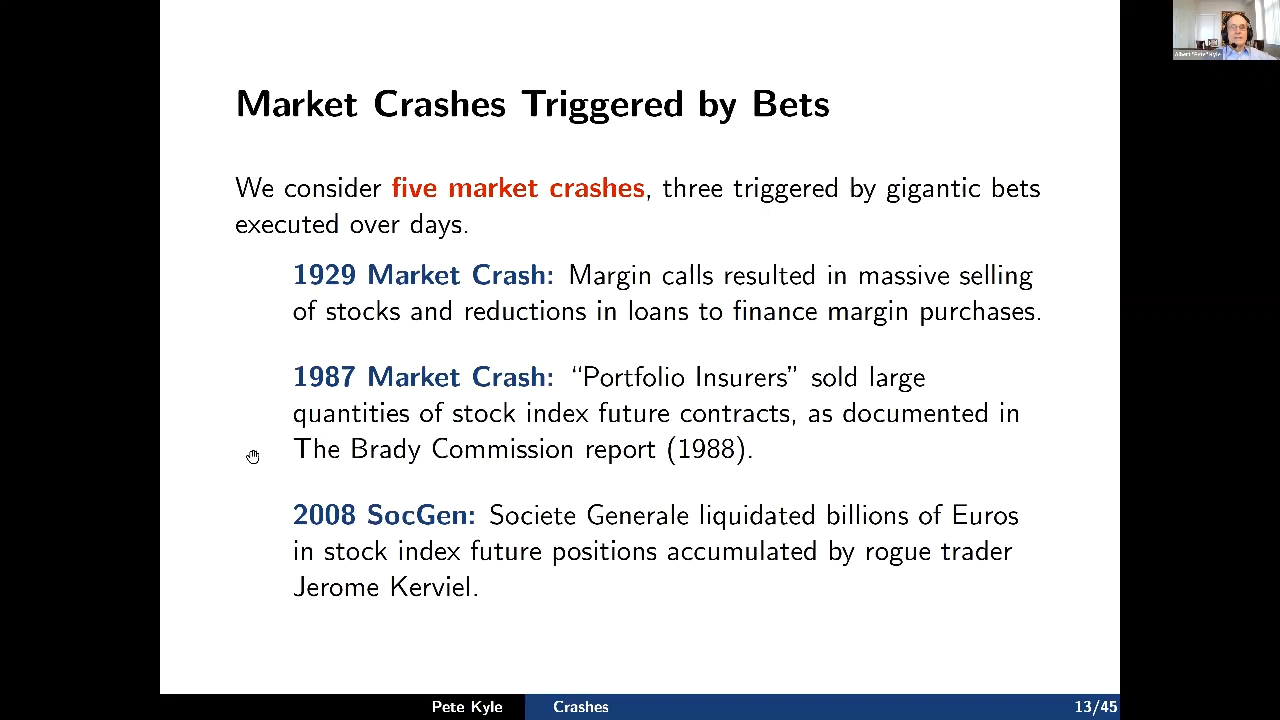 Market Crashes Triggered by Bets
We consider five market crashes, three triggered by gigantic bets
executed over days.
1929 Market Crash: Margin calls resulted in massive selling
of stocks and reductions in loans to finance margin purchases.
1987 Market Crash: “Portfolio Insurers” sold large
quantities of stock index future contracts, as documented in
The Brady Commission report (1988).
2008 SocGen: Societe Generale liquidated billions of Euros
in stock index future positions accumulated by rogue trader
Jerome Kerviel.
Pete Kyle
Crashes
13/45
Albert "Pete" Kyle